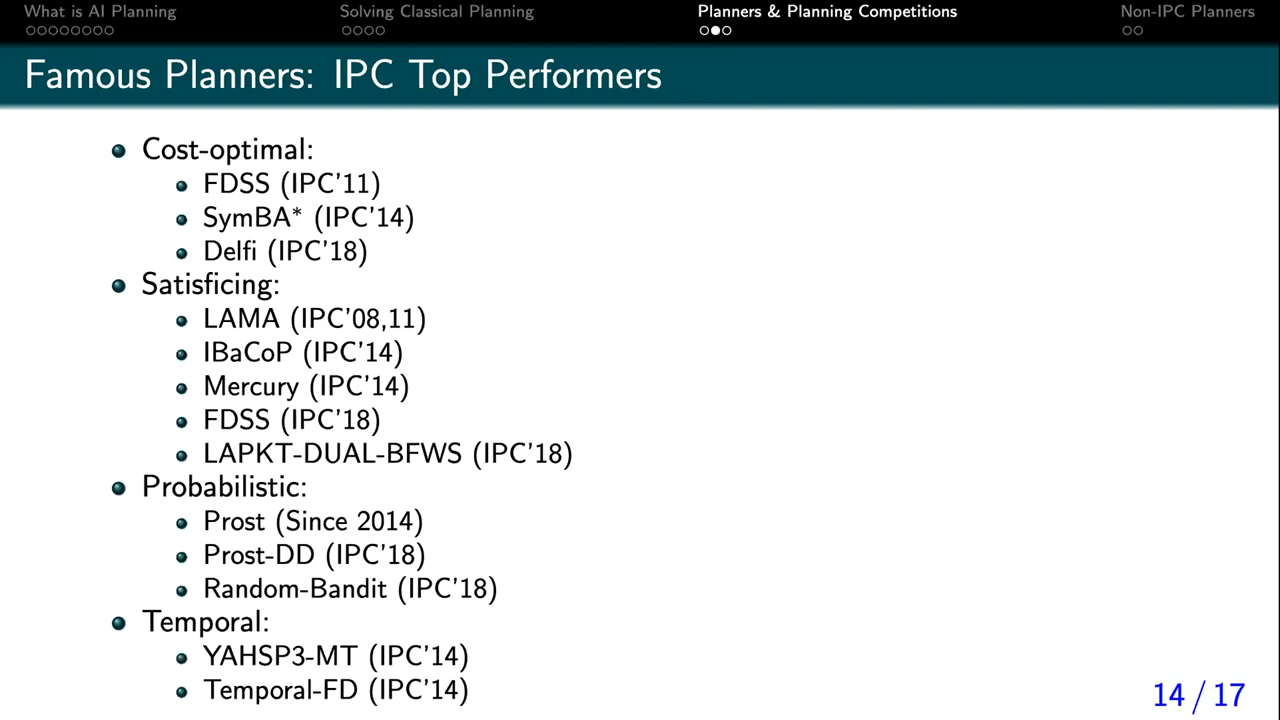 What is AI Planning
Solving Classical Planning
Planners & Planning Competitions
Non-IPC Planners
Famous Planners: IPC Top Performers
Cost-optimal:
FDSS (IPC'11)
SymBA* (IPC'14)
Delfi (IPC'18)
Satisficing:
LAMA (IPC'08,11)
IBaCoP (IPC'14)
Mercury (IPC'14)
FDSS (IPC'18)
LAPKT-DUAL-BFWS (IPC'18)
Probabilistic:
Prost (Since 2014)
Prost-DD (IPC'18)
Random-Bandit (IPC'18)
Temporal:
YAHSP3-MT (IPC'14)
Temporal-FD (IPC'14)
14 / 17